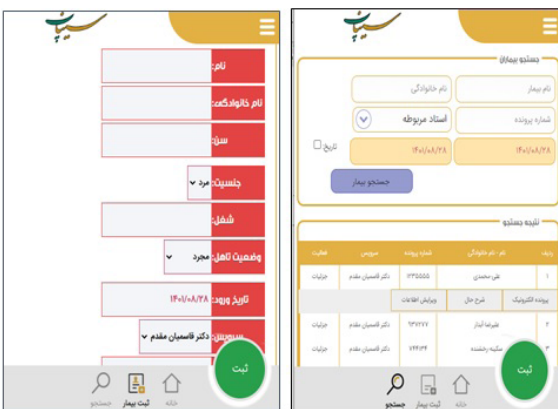 سیناپ
نام:
نام خانوادگی:
سن:
جنسیت: مرد
شغل:
وضعیت تاهل: مجرد
تاریخ ورود: ۱۴۰۱/۰۸/۲۸
سرویس: دکتر قاسمیان مقدم
ثبت
خانه ثبت بیمار جستجو
سیناپ
جستجو بیماران
نام بیمار نام خانوادگی
شماره پرونده استاد مربوطه
۱۴۰۱/۰۸/۲۸ ۱۴۰۱/۰۸/۲۸ تاریخ:
جستجو بیمار
نتیجه جستجو
ردیف نام - نام خانوادگی شماره پرونده سرویس فعالیت
۱ علی محمدی ۱۲۳۵۵۵۵ دکتر قاسمیان مقدم جزئیات
پرونده الکترونیک شرح حال ویرایش اطلاعات
۲ علیرضا آبدار ۹۳۷۲۷۷ دکتر قاسمیان مقدم جزئیات
۳ سکینه رخشنده ۷۴۴۱۳۴ دکتر قاسمیان مقدم جزئیات
ثبت
خانه ثبت بیمار جستجو